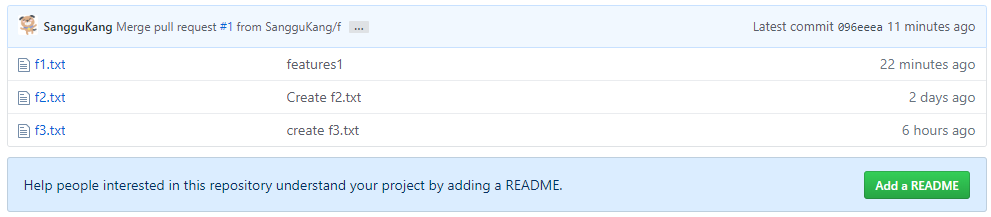 SangguKang Merge pull request #1 from SangguKang/f ... Latest commit 096eeea 11 minutes ago
f1.txt features1 22 minutes ago
f2.txt Create f2.txt 2 days ago
f3.txt create f3.txt 6 hours ago
Help people interested in this repository understand your project by adding a README. Add a README